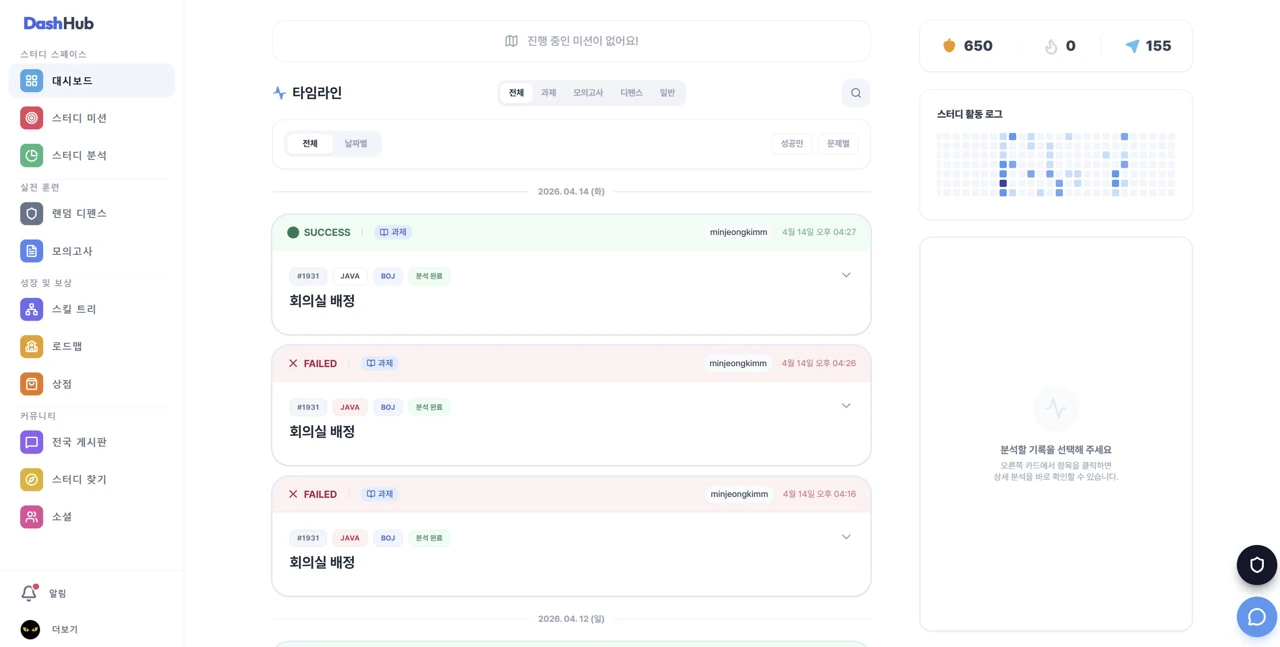 DashHub
스터디 스페이스
대시보드
스터디 미션
스터디 분석
실전 훈련
랜덤 디펜스
모의고사
성장 및 보상
스킬 트리
로드맵
상점
커뮤니티
전국 게시판
스터디 찾기
소셜
알림
더보기
진행 중인 미션이 없어요!
타임라인
전체 과제 모의고사 디펜스 일반
전체 날짜별 성공만 문제별
2026. 04. 14 (화)
SUCCESS 과제 minjeongkimm 4월 14일 오후 04:27
#1931 JAVA BOJ 분석 완료
회의실 배정
FAILED 과제 minjeongkimm 4월 14일 오후 04:26
#1931 JAVA BOJ 분석 완료
회의실 배정
FAILED 과제 minjeongkimm 4월 14일 오후 04:16
#1931 JAVA BOJ 분석 완료
회의실 배정
2026. 04. 12 (일)
650 0 155
스터디 활동 로그
분석할 기록을 선택해 주세요
오른쪽 카드에서 항목을 클릭하면
상세 분석을 바로 확인할 수 있습니다.